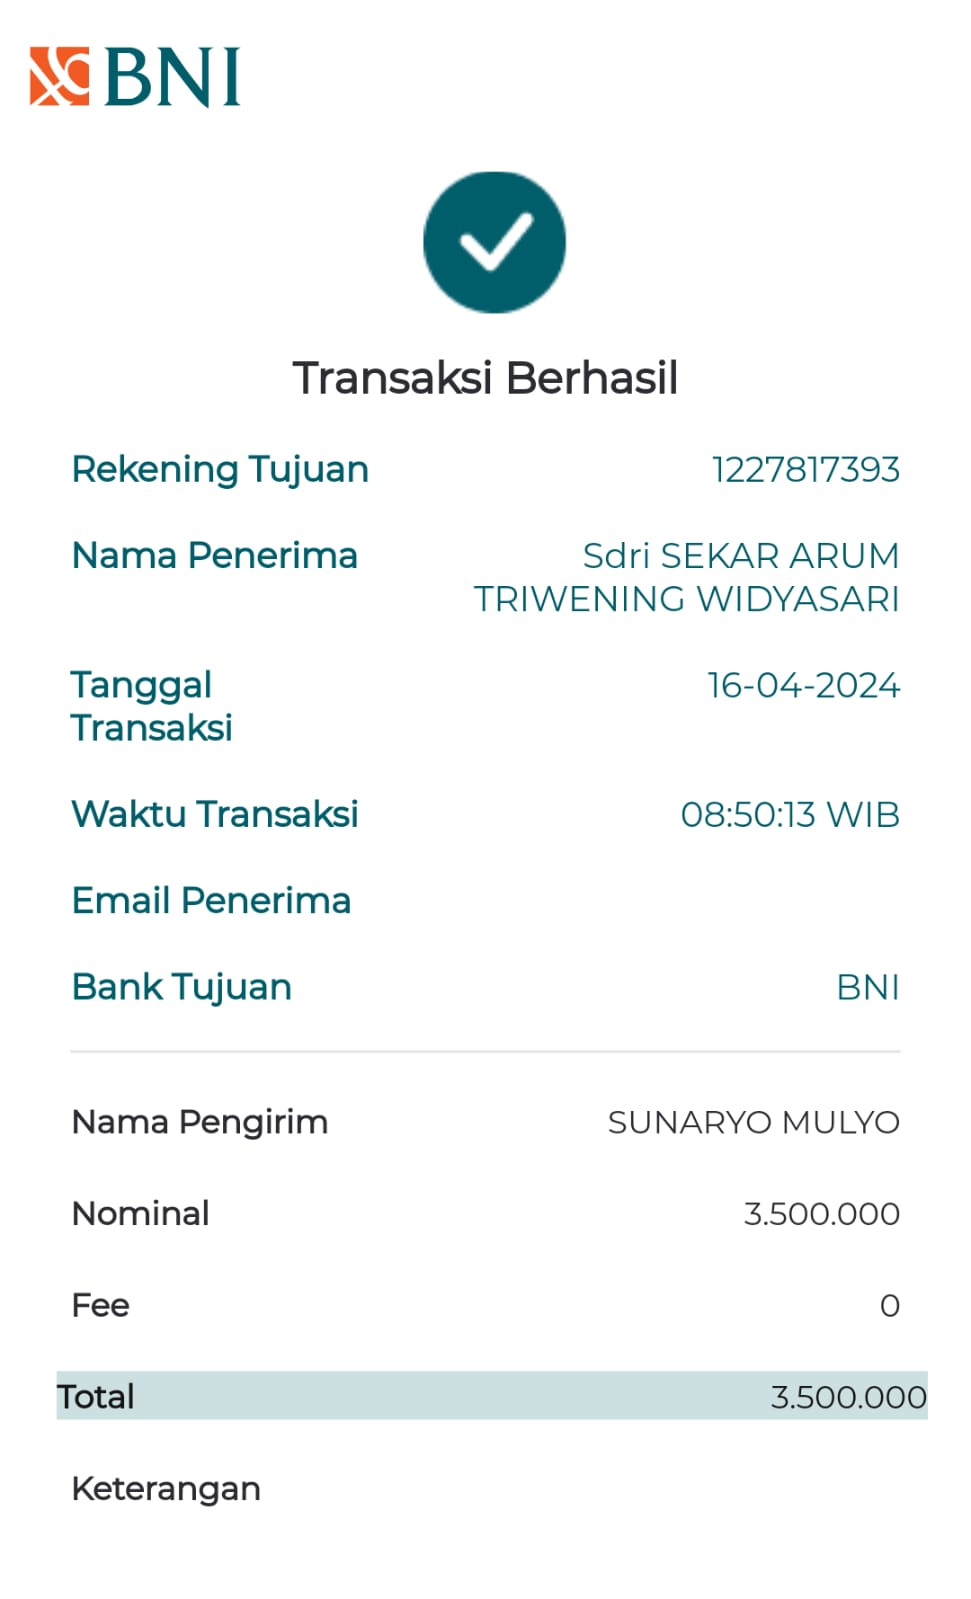 BNI
Transaksi Berhasil
Rekening Tujuan 1227817393
Nama Penerima Sdri SEKAR ARUM
TRIWENING WIDYASARI
Tanggal 16-04-2024
Transaksi
Waktu Transaksi 08:50:13 WIB
Email Penerima
Bank Tujuan BNI
Nama Pengirim SUNARYO MULYO
Nominal 3.500.000
Fee 0
Total 3.500.000
Keterangan